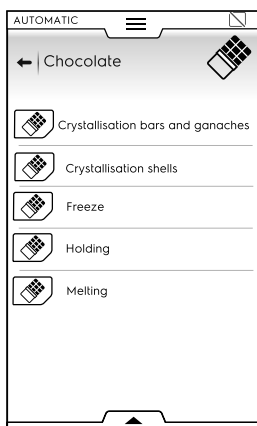 AUTOMATIC
Chocolate
Crystallisation bars and ganaches
Crystallisation shells
Freeze
Holding
Melting